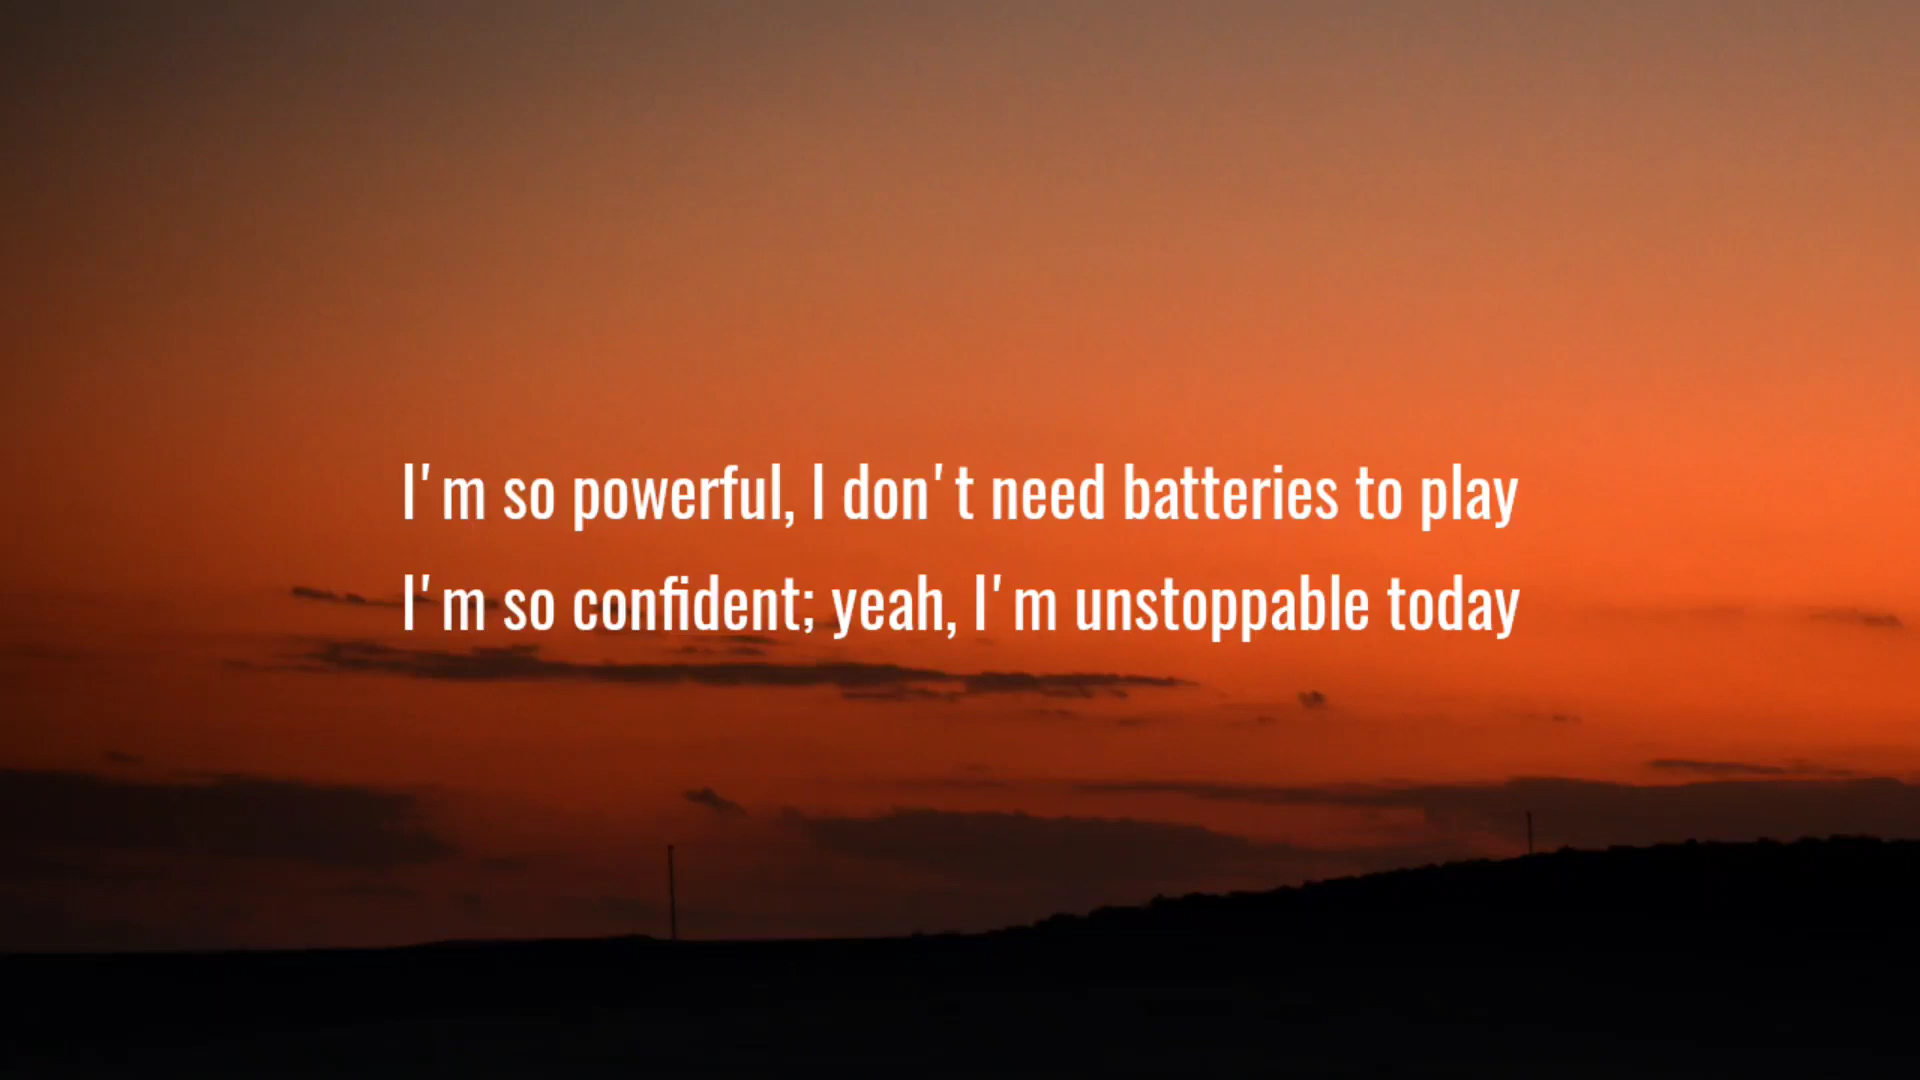 I'm so powerful, I don't need batteries to play
I'm so confident; yeah, I'm unstoppable today